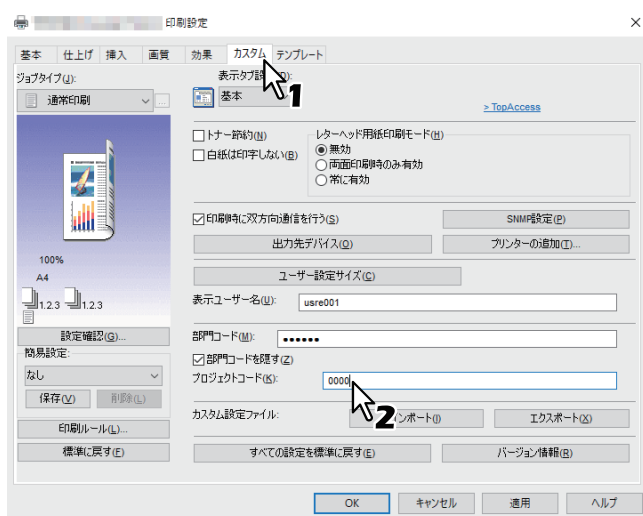 印刷設定
基本 仕上げ 挿入 画質 効果 カスタム テンプレート
ジョブタイプ(J):
通常印刷
...
100%
A4
1.2.3 1.2.3
設定確認(G)...
簡易設定:
なし
保存(V) 削除(L)
印刷ルール(L)...
標準に戻す(F)
表示タブ設 (O):
基本
1
> TopAccess
トナー節約(N)
白紙は印字しない(B)
レターヘッド用紙印刷モード(H)
無効
両面印刷時のみ有効
常に有効
印刷時に双方向通信を行う(S)
SNMP設定(P)
出力先デバイス(O)
プリンターの追加(T)...
ユーザー設定サイズ(C)
表示ユーザー名(U): usre001
部門コード(M): ●●●●●●
部門コードを隠す(Z)
プロジェクトコード(K): 0000
2
カスタム設定ファイル: ンポート(I) エクスポート(X)
すべての設定を標準に戻す(E) バージョン情報(R)
OK キャンセル 適用 ヘルプ